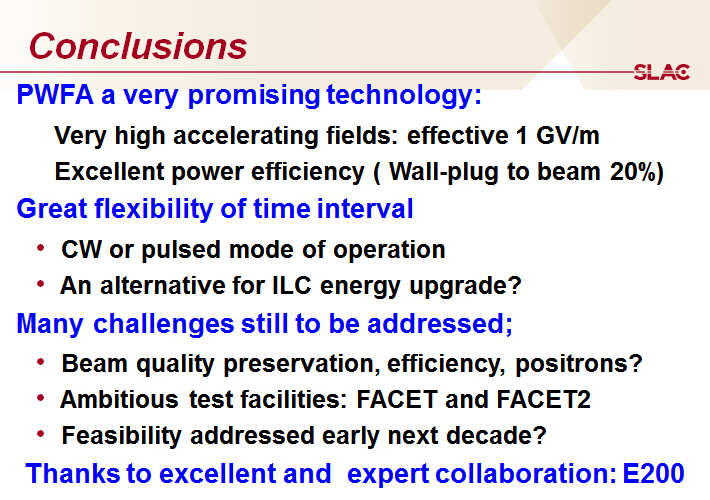 Conclusions
SLAC
PWFA a very promising technology:
Very high accelerating fields: effective 1 GV/m
Excellent power efficiency ( Wall-plug to beam 20%)
Great flexibility of time interval
• CW or pulsed mode of operation
• An alternative for ILC energy upgrade?
Many challenges still to be addressed;
• Beam quality preservation, efficiency, positrons?
• Ambitious test facilities: FACET and FACET2
• Feasibility addressed early next decade?
Thanks to excellent and  expert collaboration: E200